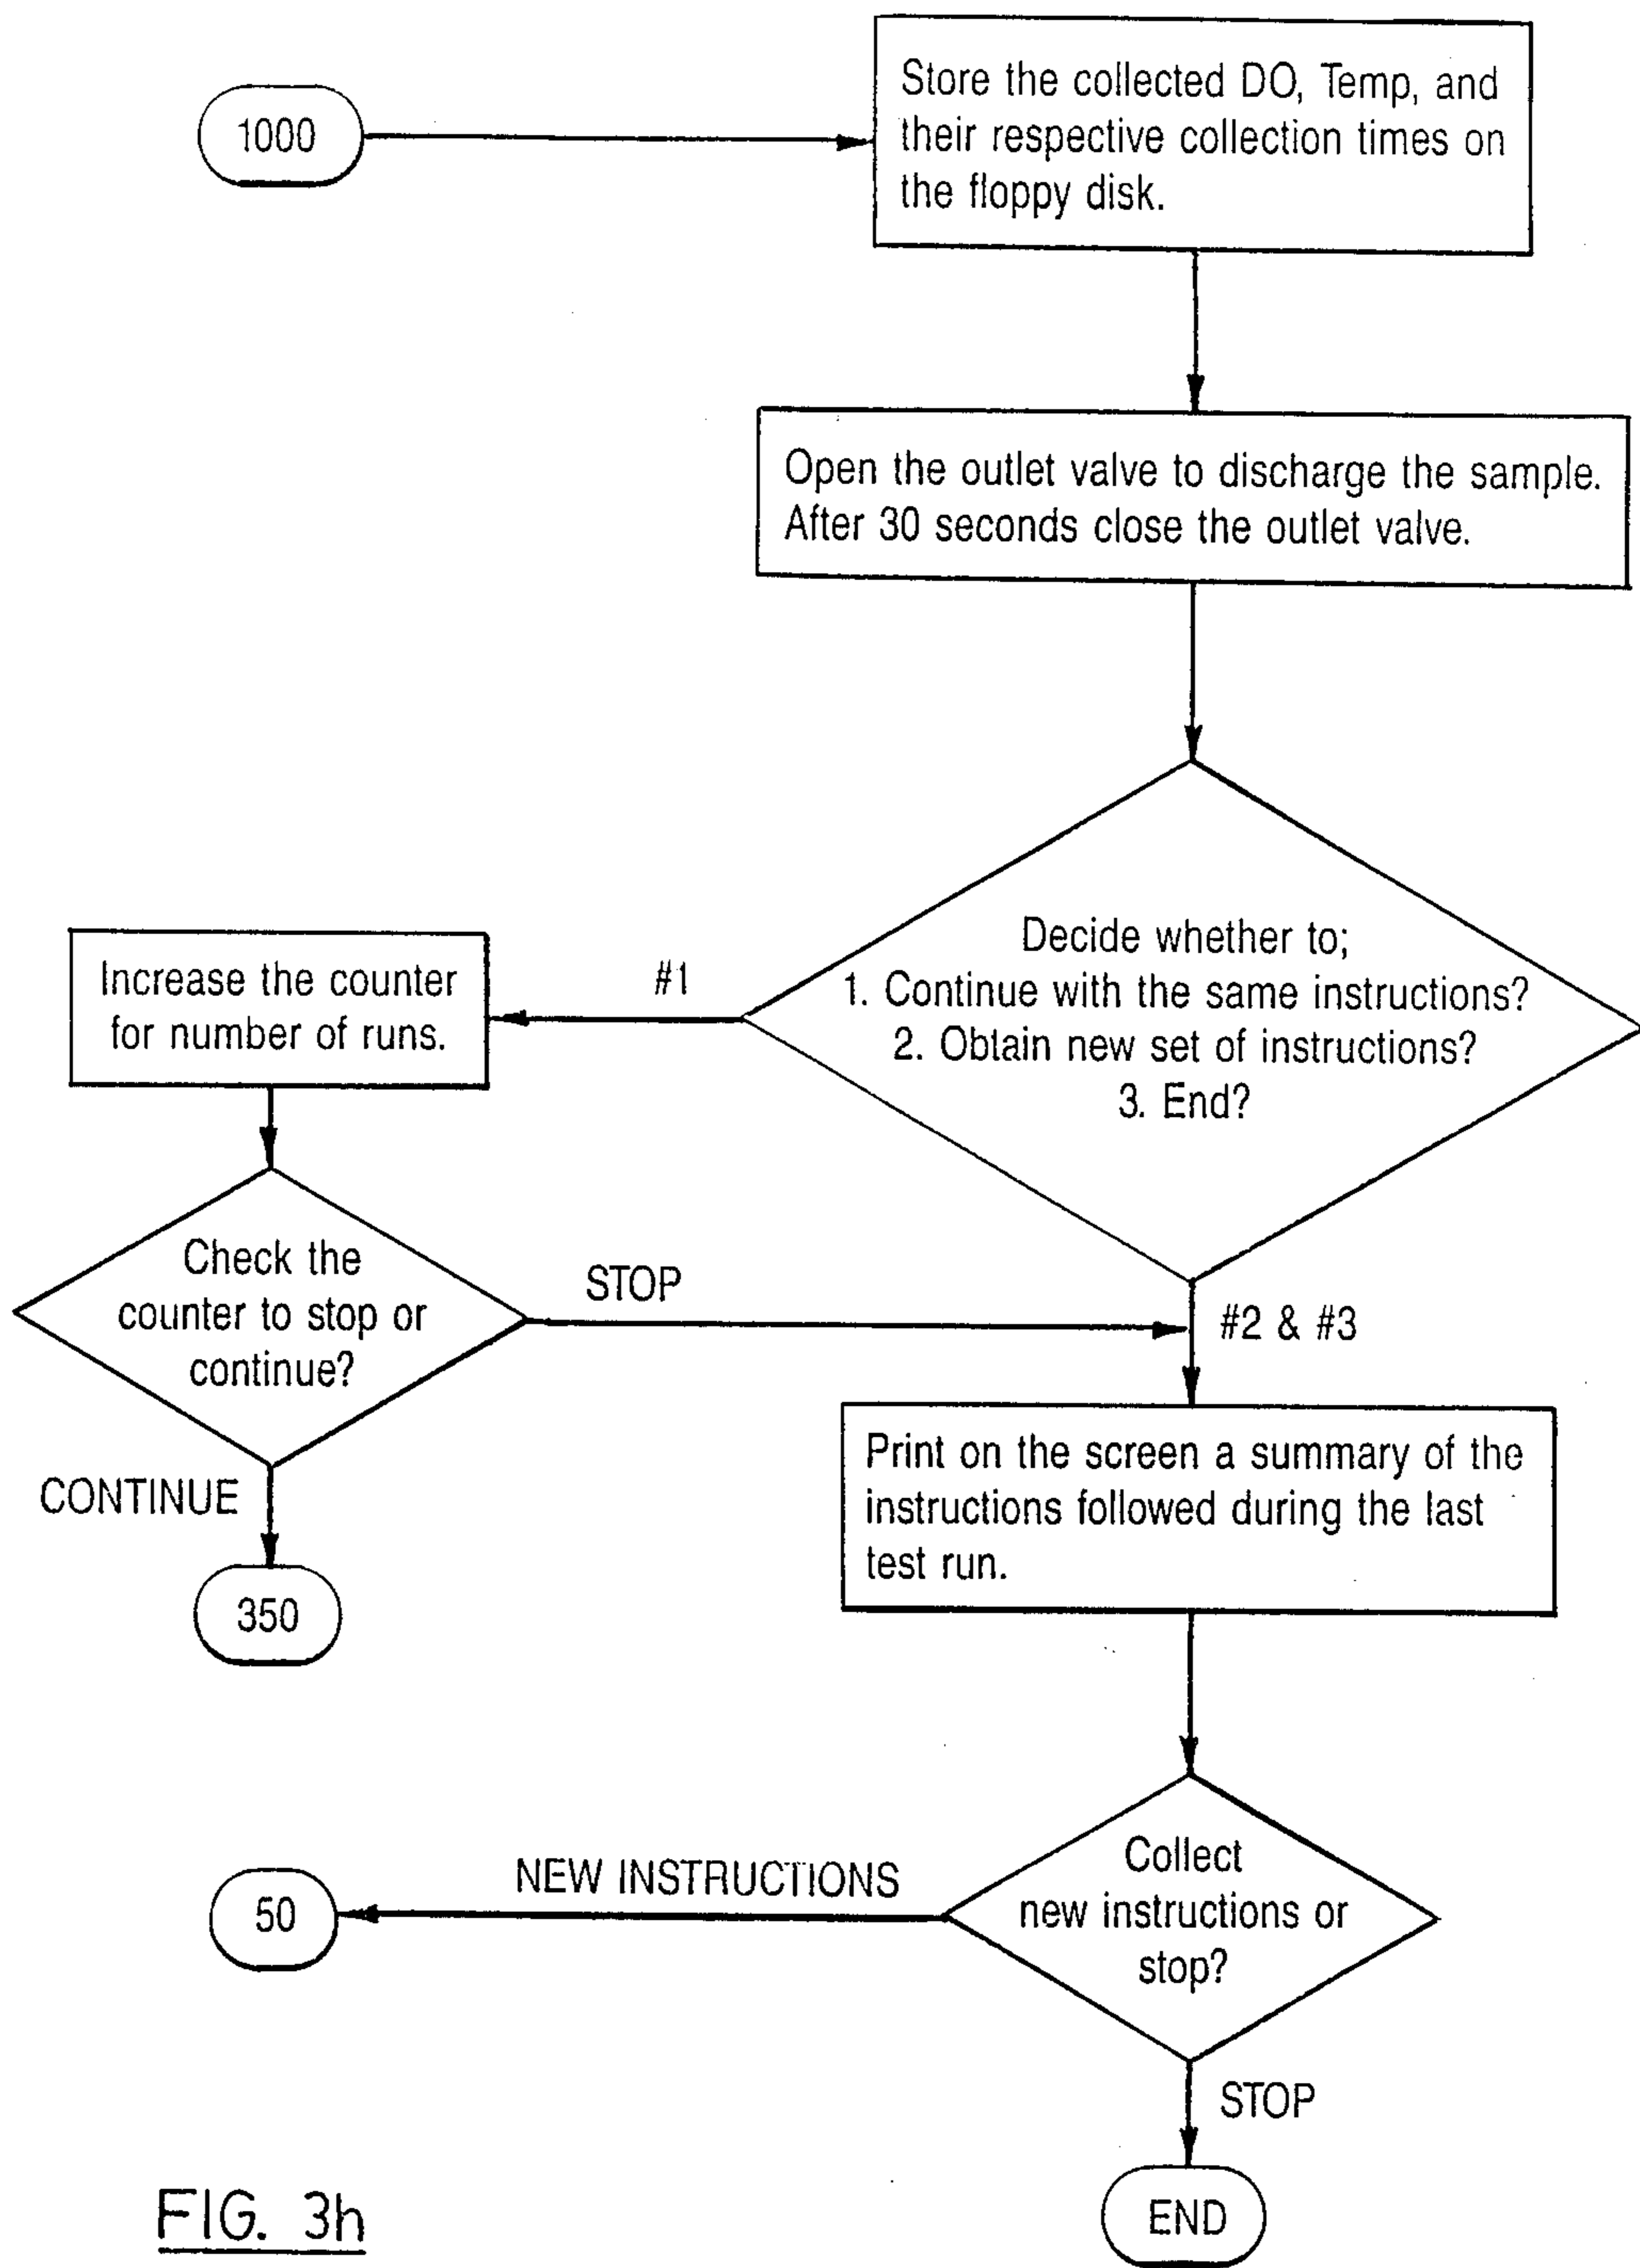 1000
Store the collected DO, Temp, and
their respective collection times on
the floppy disk.
Open the outlet valve to discharge the sample.
After 30 seconds close the outlet valve.
Decide whether to;
1. Continue with the same instructions?
2. Obtain new set of instructions?
3. End?
#1
Increase the counter
for number of runs.
Check the
counter to stop or
continue?
STOP
#2 & #3
CONTINUE
350
Print on the screen a summary of the
instructions followed during the last
test run.
Collect
new instructions or
stop?
NEW INSTRUCTIONS
50
STOP
END
FIG. 3h